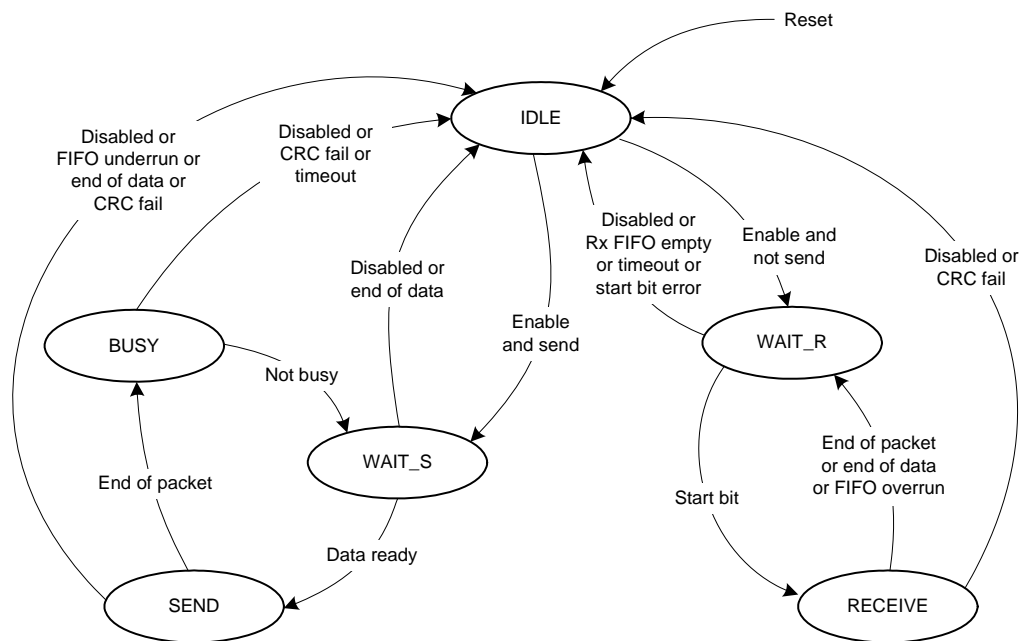 Reset
IDLE
Disabled or
FIFO underrun or
end of data or
CRC fail
Disabled or
CRC fail or
timeout
Disabled or
end of data
Enable
and send
Disabled or
Rx FIFO empty
or timeout or
start bit error
Enable and
not send
Disabled or
CRC fail
BUSY
Not busy
WAIT_R
WAIT_S
End of packet
Data ready
Start bit
End of packet
or end of data
or FIFO overrun
SEND
RECEIVE